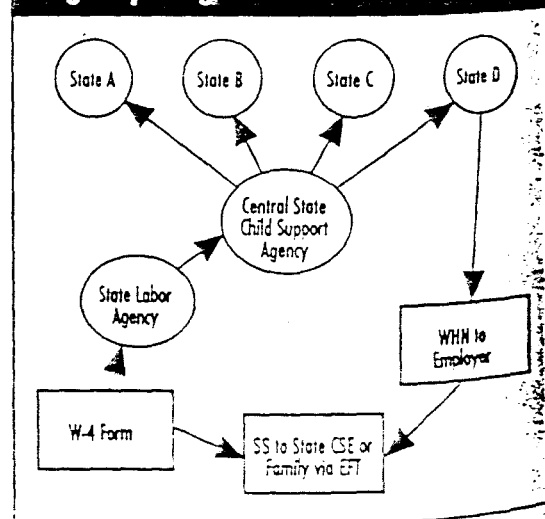 State A
State B
State C
State D
Central State
Child Support
Agency
State Labor
Agency
WHN to
Employer
W-4 Form
SS to State CSE or
Family via EFT